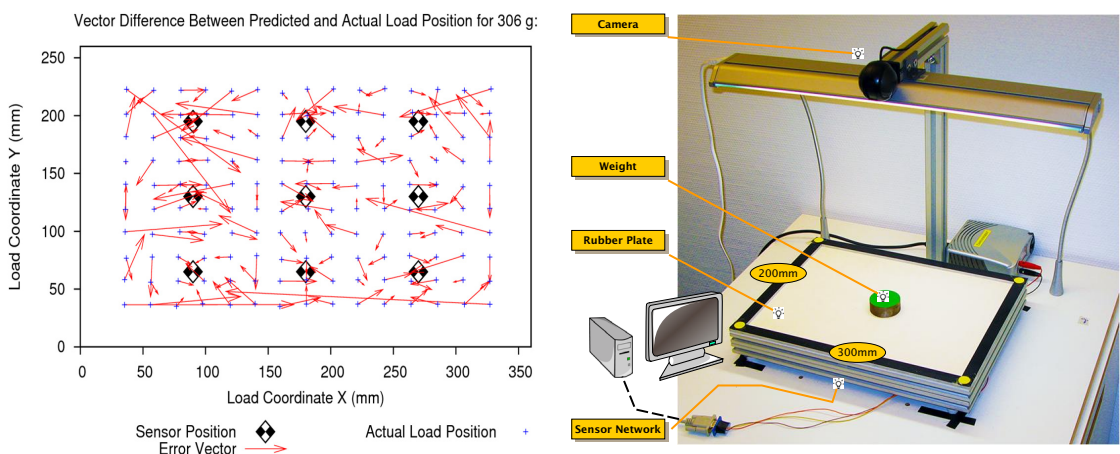 Vector Difference Between Predicted and Actual Load Position for 306 g:
Load Coordinate Y (mm)
250
200
150
100
50
0
0 50 100 150 200 250 300 350
Load Coordinate X (mm)
Sensor Position
Actual Load Position
Error Vector
Camera
Weight
Rubber Plate
200mm
300mm
Sensor Network